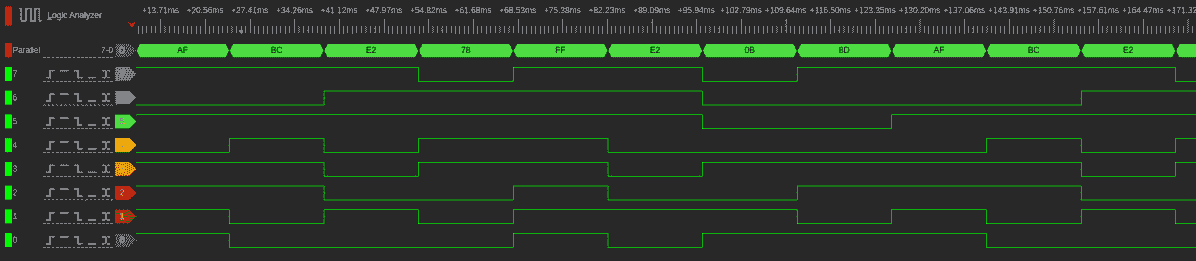 Logic Analyzer
+13.71ms +20.56ms +27.41ms +34.26ms +41.12ms +47.97ms +54.82ms +61.68ms +68.53ms +75.38ms +82.23ms +89.09ms +95.94ms +102.79ms +109.64ms +116.50ms +123.35ms +130.20ms +137.06ms +143.91ms +150.76ms +157.61ms +164.47ms +171.32
Parallel 7-0 AF BC E2 78 FF E2 0B 8D AF BC E2
7
6
5
4
3
2 2
1 1
0 0